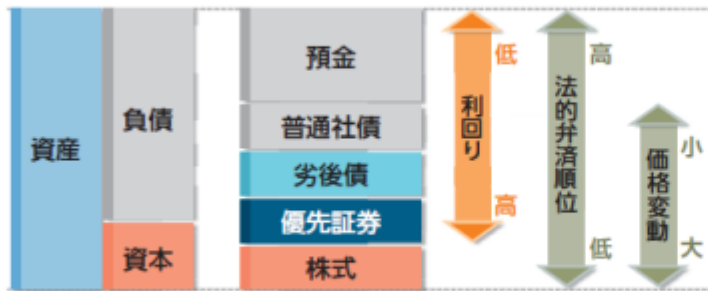 資産
負債
資本
預金
普通社債
劣後債
優先証券
株式
低
利回り
高
高
法的弁済順位
低
小
価格変動
大